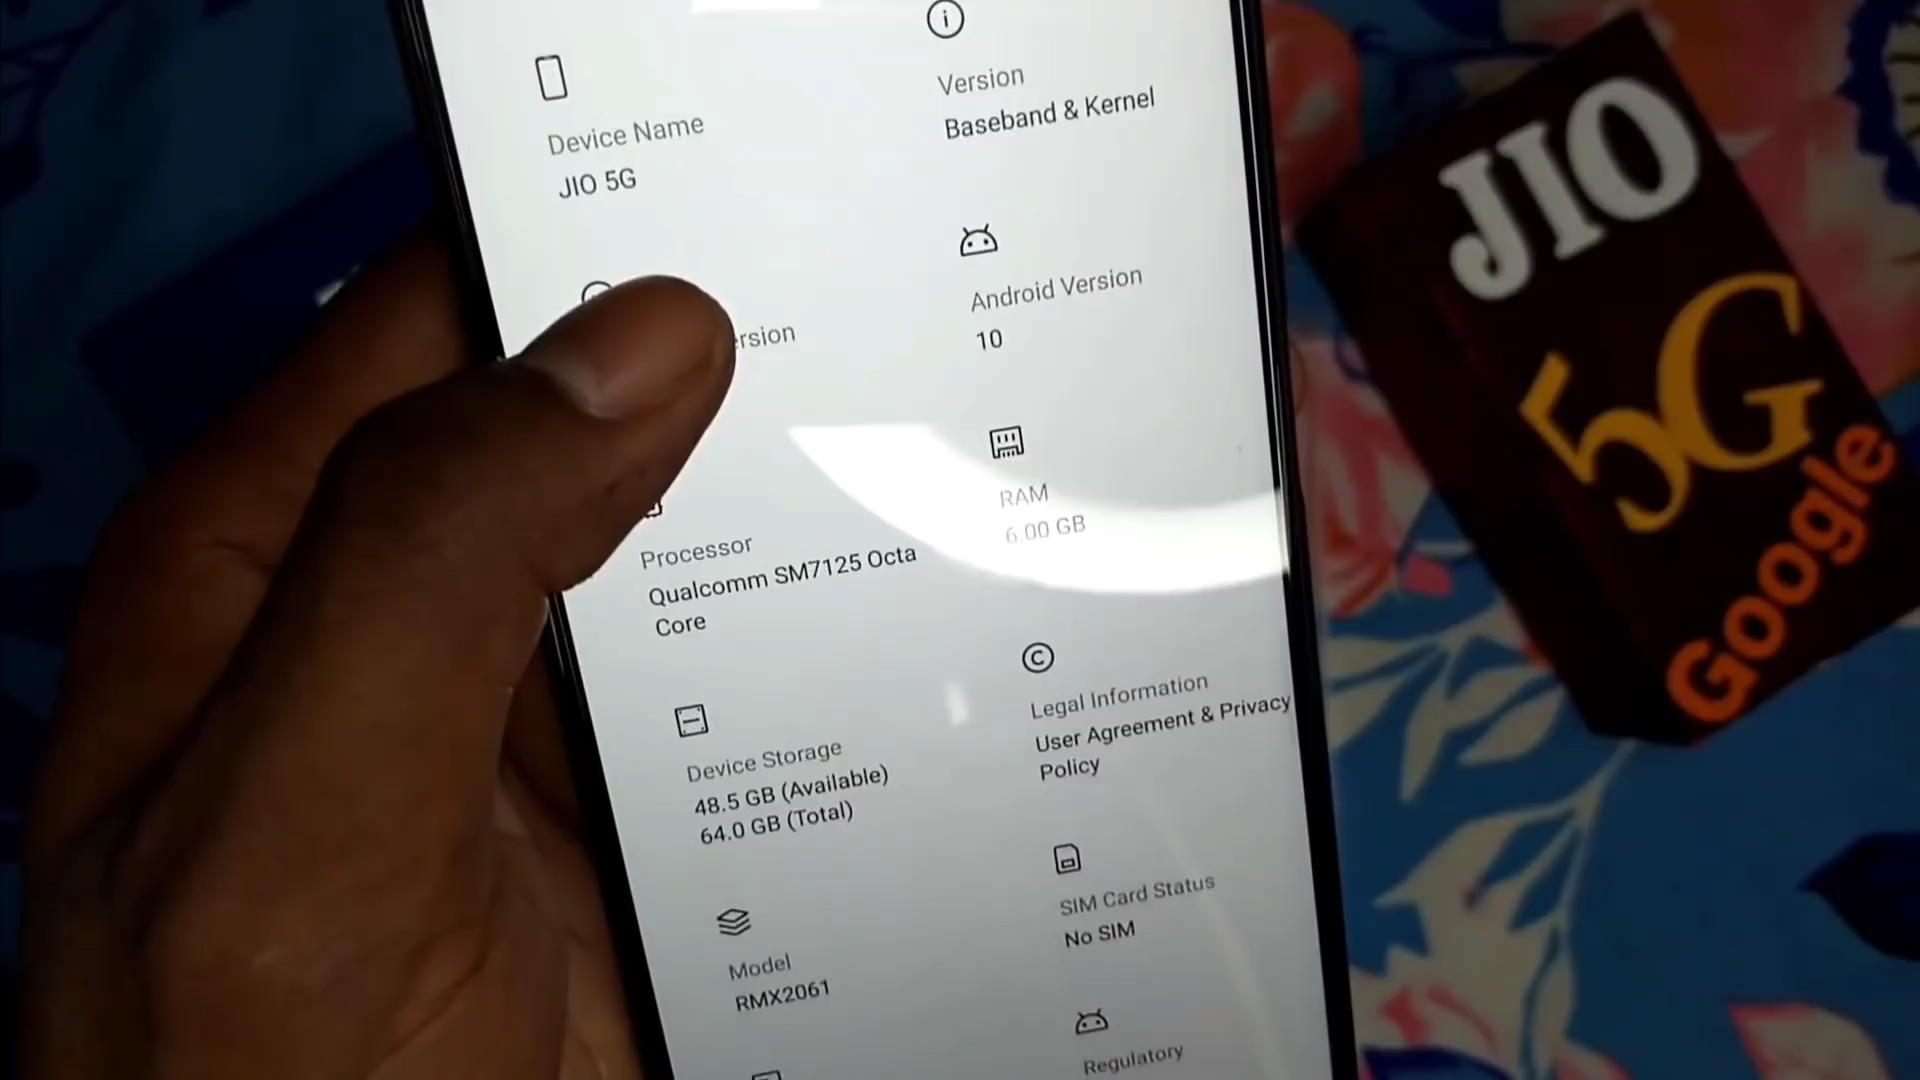 Device Name
JIO 5G
Version
Baseband & Kernel
Android Version
10
Processor
Qualcomm SM7125 Octa
Core
RAM
6.00 GB
Device Storage
48.5 GB (Available)
64.0 GB (Total)
Legal Information
User Agreement & Privacy
Policy
Model
RMX2061
SIM Card Status
No SIM
Regulatory
JIO
5G
Google